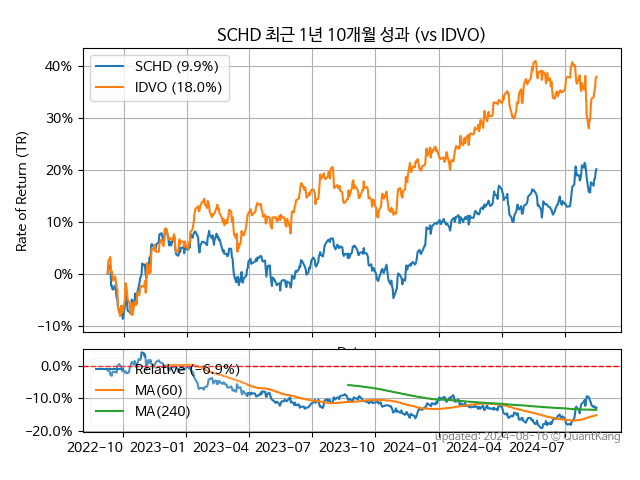 SCHD 최근 1년 10개월 성과 (vs IDVO)
SCHD (9.9%)
IDVO (18.0%)
Rate of Return (TR)
40%
30%
20%
10%
0%
−10%
Relative (−6.9%)
MA(60)
MA(240)
0.0%
−10.0%
−20.0%
2022−10 2023−01 2023−04 2023−07 2023−10 2024−01 2024−04 2024−07
Updated: 2024−08−16 © QuantKang